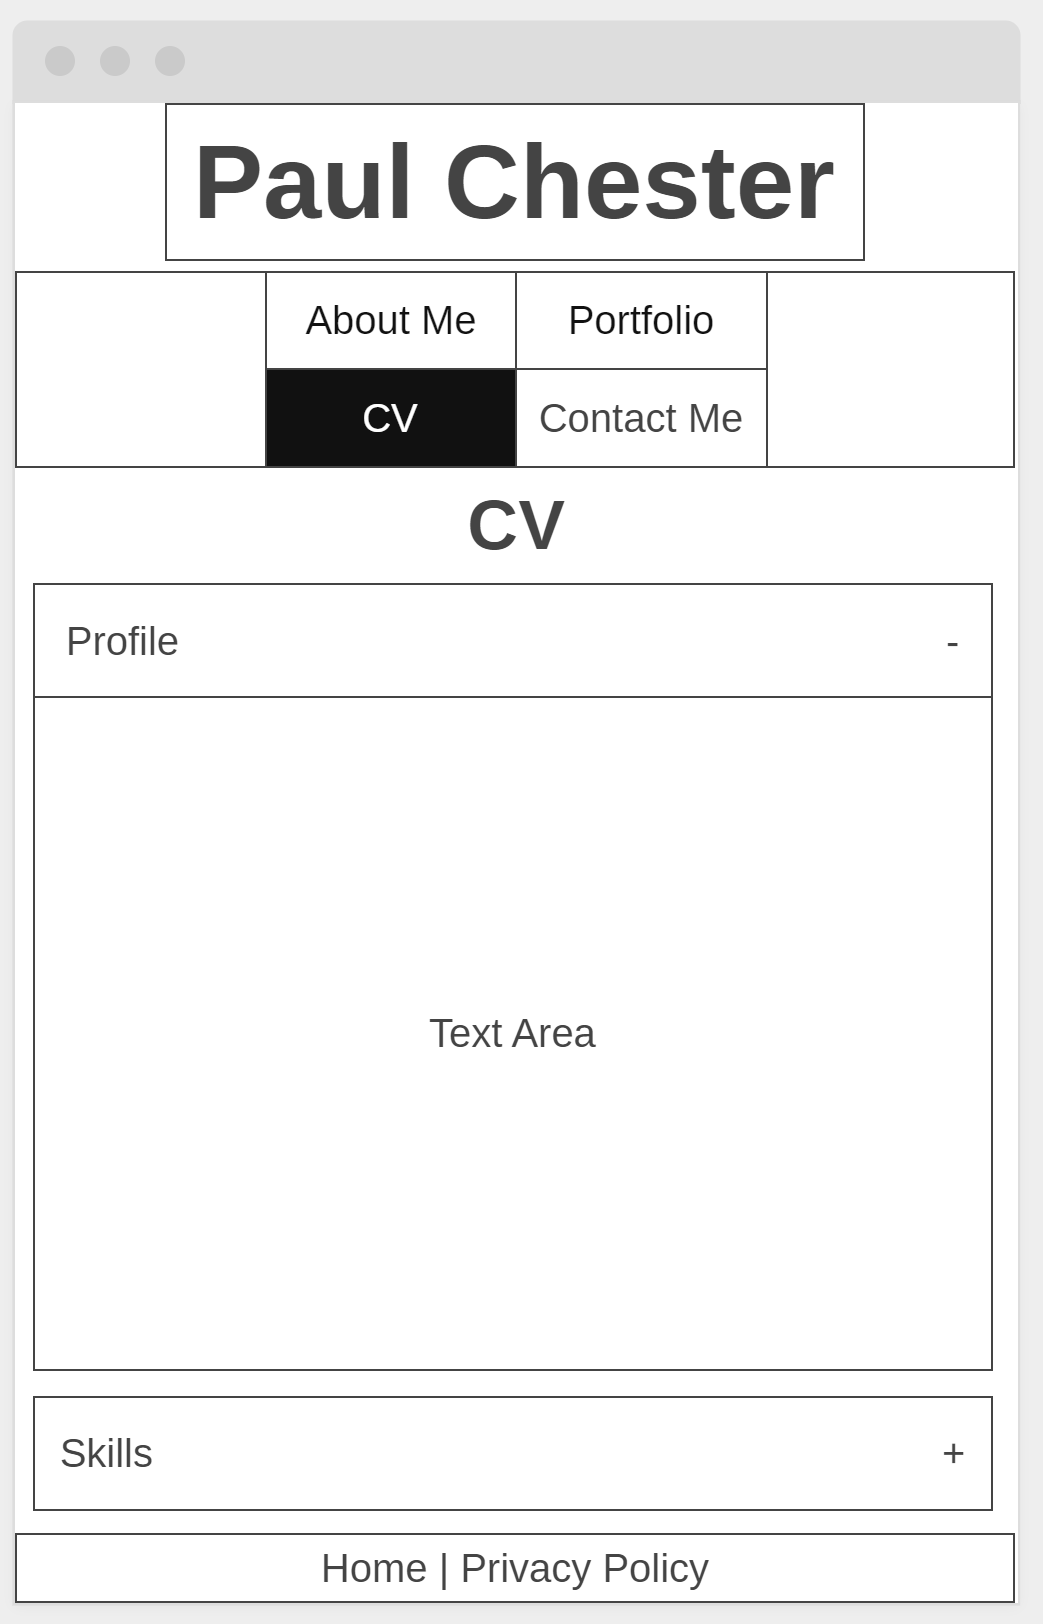 Paul Chester
About Me Portfolio
CV Contact Me
CV
Profile -
Text Area
Skills +
Home | Privacy Policy